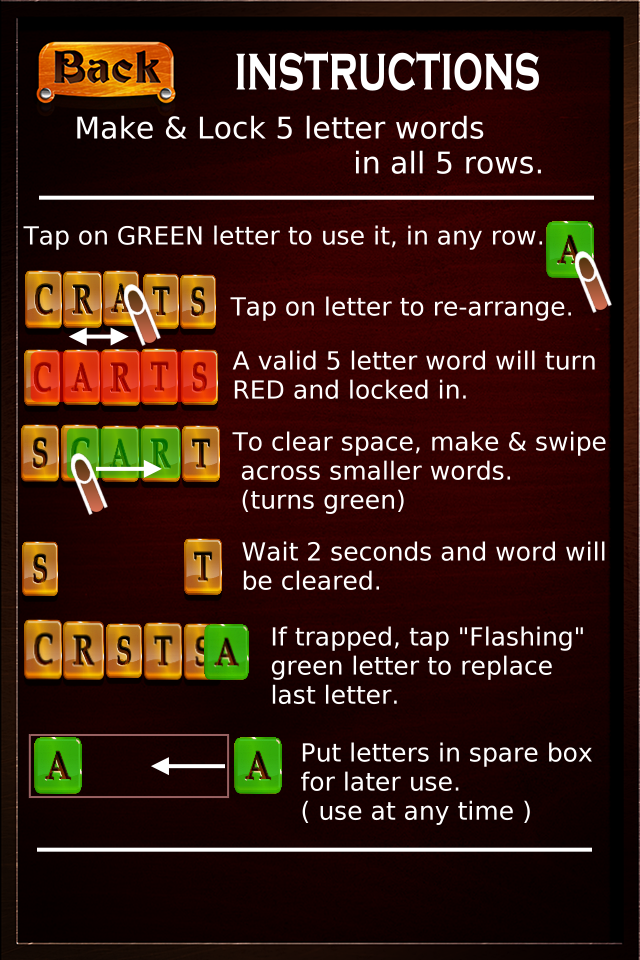 Back
INSTRUCTIONS
Make & Lock 5 letter words
in all 5 rows.
Tap on GREEN letter to use it, in any row.
A
CRATS
Tap on letter to re-arrange.
CARTS
A valid 5 letter word will turn
RED and locked in.
SCART
To clear space, make & swipe
across smaller words.
(turns green)
S T
Wait 2 seconds and word will
be cleared.
CRSTSA
If trapped, tap "Flashing"
green letter to replace
last letter.
A A
Put letters in spare box
for later use.
( use at any time )